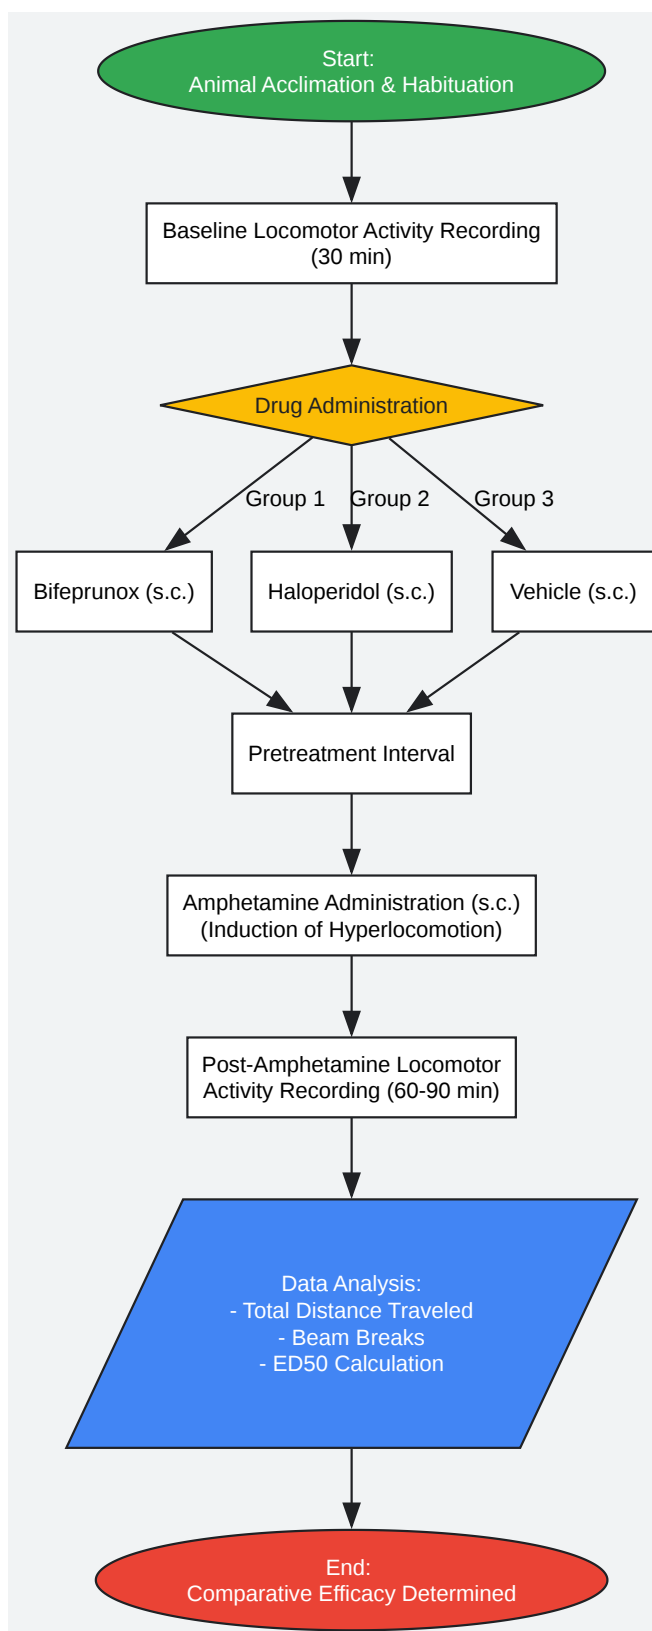 Start:
Animal Acclimation & Habituation
Baseline Locomotor Activity Recording
(30 min)
Drug Administration
Group 1
Group 2
Group 3
Bifeprunox (s.c.)
Haloperidol (s.c.)
Vehicle (s.c.)
Pretreatment Interval
Amphetamine Administration (s.c.)
(Induction of Hyperlocomotion)
Post-Amphetamine Locomotor
Activity Recording (60-90 min)
Data Analysis:
- Total Distance Traveled
- Beam Breaks
- ED50 Calculation
End:
Comparative Efficacy Determined